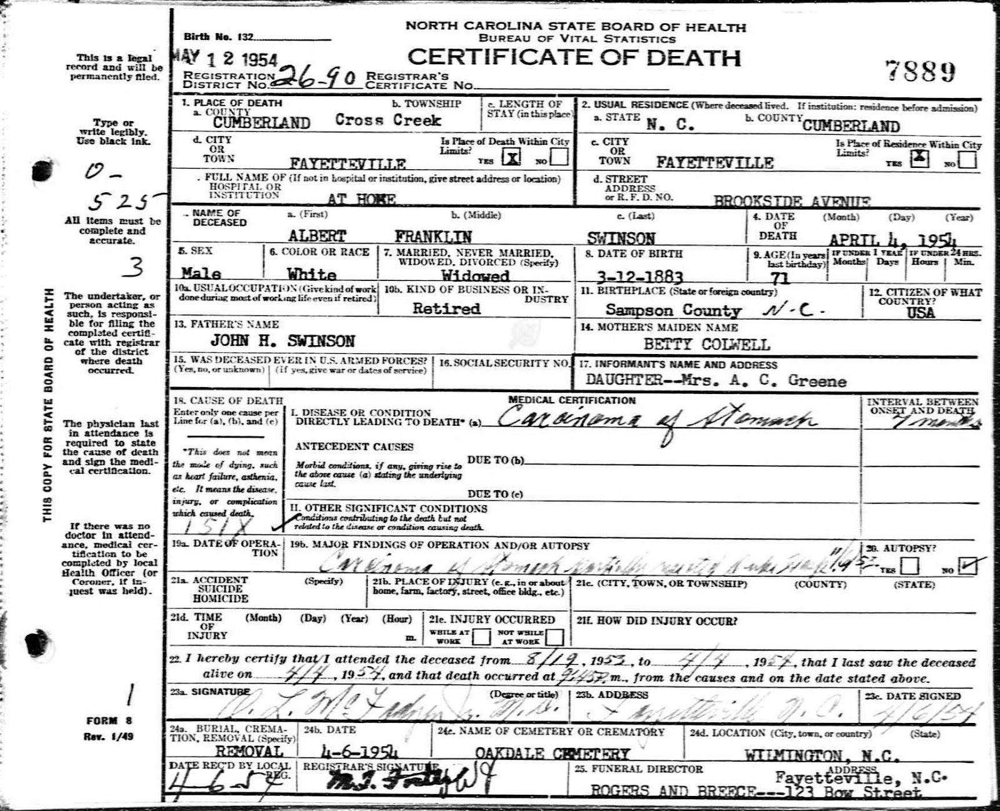 NORTH CAROLINA STATE BOARD OF HEALTH
BUREAU OF VITAL STATISTICS
CERTIFICATE OF DEATH
Birth No. 132
MAY 12 1954
7889
REGISTRATION DISTRICT NO. 26-90 REGISTRAR'S CERTIFICATE NO.
This is a legal
record and will be
permanently filed.
Type or
write legibly.
Use black ink.
0-
525
All items must be
complete and
accurate.
3
The undertaker, or
person acting as
such, is responsi-
ble for filing the
completed certifi-
cate with registrar
of the district
where death
occurred.
The physician last
in attendance is
required to state
the cause of death
and sign the medi-
cal certification.
If there was no
doctor in attend-
ance, medical cer-
tification to be
completed by local
Health Officer (or
Coroner, if in-
quest was held).
1
FORM 8
Rev. 1/49
THIS COPY FOR STATE BOARD OF HEALTH
1. PLACE OF DEATH
a. COUNTY CUMBERLAND
b. TOWNSHIP Cross Creek
c. LENGTH OF STAY (in this place)
2. USUAL RESIDENCE (Where deceased lived. If institution: residence before admission)
a. STATE N. C.
b. COUNTY CUMBERLAND
d. CITY OR TOWN FAYETTEVILLE
Is Place of Death Within City Limits? YES X NO
c. CITY OR TOWN FAYETTEVILLE
Is Place of Residence Within City Limits? YES X NO
. FULL NAME OF (If not in hospital or institution, give street address or location)
HOSPITAL OR
INSTITUTION AT HOME
d. STREET ADDRESS or R. F. D. NO. BROOKSIDE AVENUE
. NAME OF DECEASED
a. (First) ALBERT
b. (Middle) FRANKLIN
c. (Last) SWINSON
4. DATE OF DEATH (Month) (Day) (Year)
APRIL 4, 1954
5. SEX Male
6. COLOR OR RACE White
7. MARRIED, NEVER MARRIED, WIDOWED, DIVORCED (Specify) Widowed
8. DATE OF BIRTH 3-12-1883
9. AGE (In years last birthday) 71
IF UNDER 1 YEAR Months Days
IF UNDER 24 HRS. Hours Min.
10a. USUAL OCCUPATION (Give kind of work done during most of working life even if retired)
10b. KIND OF BUSINESS OR INDUSTRY Retired
11. BIRTHPLACE (State or foreign country) Sampson County N.C.
12. CITIZEN OF WHAT COUNTRY? USA
13. FATHER'S NAME JOHN H. SWINSON
14. MOTHER'S MAIDEN NAME BETTY COLWELL
15. WAS DECEASED EVER IN U.S. ARMED FORCES?
(Yes, no, or unknown) (if yes, give war or dates of service)
16. SOCIAL SECURITY NO.
17. INFORMANT'S NAME AND ADDRESS
DAUGHTER--Mrs. A. C. Greene
18. CAUSE OF DEATH
Enter only one cause per
Line for (a), (b), and (c)
*This does not mean
the mode of dying, such
as heart failure, asthenia,
etc. It means the disease,
injury, or complication
which caused death.
151X
MEDICAL CERTIFICATION
I. DISEASE OR CONDITION
DIRECTLY LEADING TO DEATH* (a) Carcinoma of Stomach
INTERVAL BETWEEN ONSET AND DEATH
7 months
ANTECEDENT CAUSES
Morbid conditions, if any, giving rise to
the above cause (a) stating the underlying
cause last.
DUE TO (b)
DUE TO (c)
II. OTHER SIGNIFICANT CONDITIONS
Conditions contributing to the death but not
related to the disease or condition causing death.
19a. DATE OF OPERATION
19b. MAJOR FINDINGS OF OPERATION AND/OR AUTOPSY
Carcinoma of Stomach partially resected Duke
20. AUTOPSY? YES NO ✓
21a. ACCIDENT SUICIDE HOMICIDE (Specify)
21b. PLACE OF INJURY (e. g., in or about home, farm, factory, street, office bldg., etc.)
21c. (CITY, TOWN, OR TOWNSHIP) (COUNTY) (STATE)
21d. TIME OF INJURY (Month) (Day) (Year) (Hour) m.
21e. INJURY OCCURRED
WHILE AT WORK NOT WHILE AT WORK
21f. HOW DID INJURY OCCUR?
22. I hereby certify that I attended the deceased from 8/19, 1953, to 4/4, 1954, that I last saw the deceased
alive on 4/4, 1954, and that death occurred at 9:45P. m., from the causes and on the date stated above.
23a. SIGNATURE (Degree or title)
O. L. McFadyen Jr. M.D.
23b. ADDRESS
Fayetteville N. C.
23c. DATE SIGNED
4/6/54
24a. BURIAL, CREMATION, REMOVAL (Specify) REMOVAL
24b. DATE 4-6-1954
24c. NAME OF CEMETERY OR CREMATORY OAKDALE CEMETERY
24d. LOCATION (City, town, or country) (State)
WILMINGTON, N.C.
DATE REC'D BY LOCAL REG.
4-6-54
REGISTRAR'S SIGNATURE
25. FUNERAL DIRECTOR ADDRESS
Fayetteville, N.C.
ROGERS AND BREECE---123 Bow Street